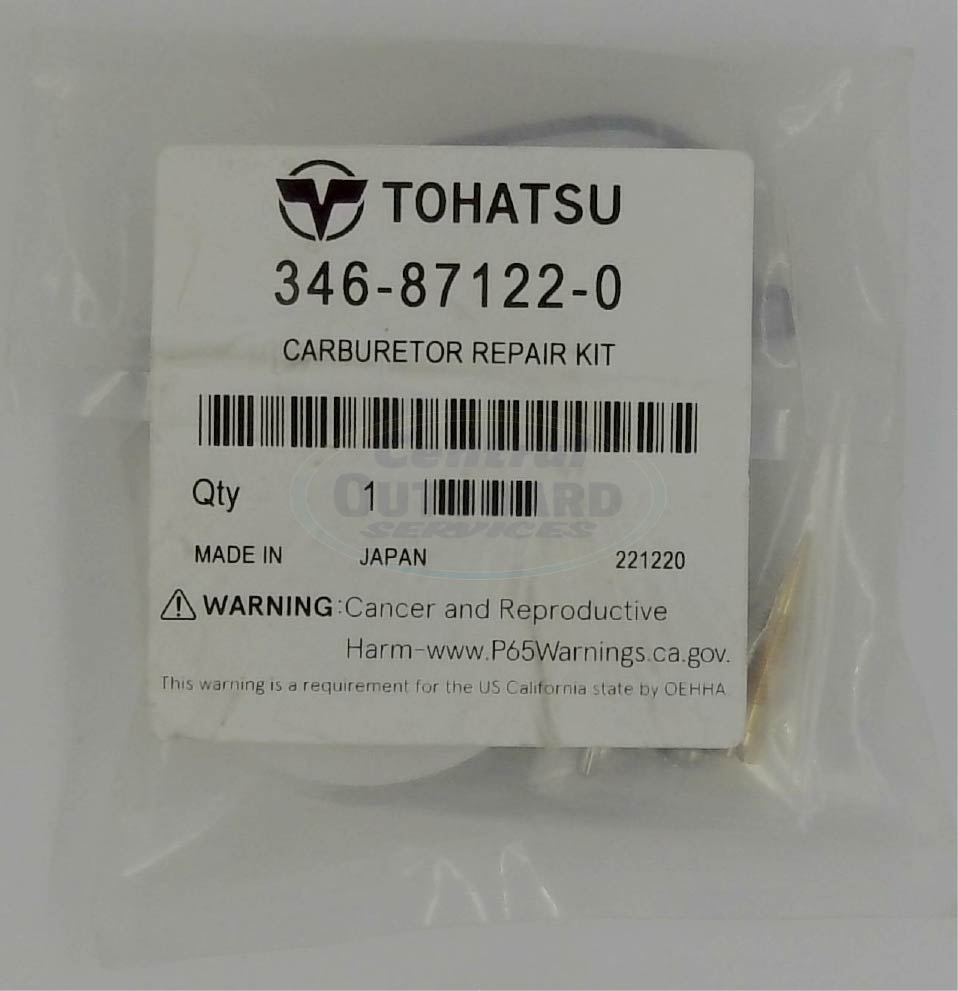 TOHATSU
346-87122-0
CARBURETOR REPAIR KIT
Qty 1
Central
OUTBOARD
SERVICES
MADE IN JAPAN 221220
WARNING:Cancer and Reproductive
Harm-www.P65Warnings.ca.gov.
This warning is a requirement for the US California state by OEHHA.